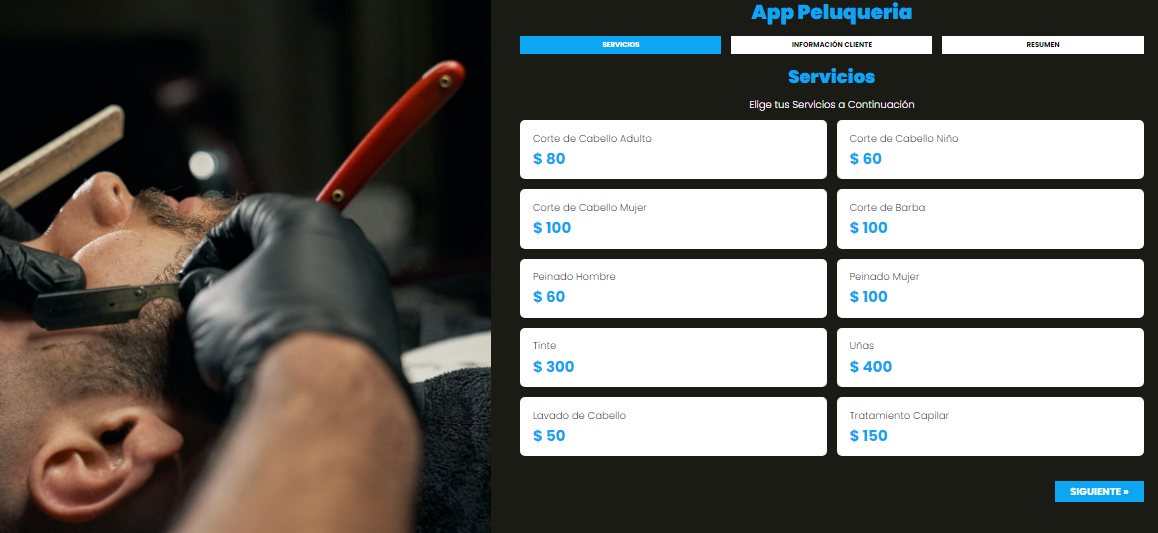 App Peluqueria
SERVICIOS
INFORMACIÓN CLIENTE
RESUMEN
Servicios
Elige tus Servicios a Continuación
Corte de Cabello Adulto
$ 80
Corte de Cabello Niño
$ 60
Corte de Cabello Mujer
$ 100
Corte de Barba
$ 100
Peinado Hombre
$ 60
Peinado Mujer
$ 100
Tinte
$ 300
Uñas
$ 400
Lavado de Cabello
$ 50
Tratamiento Capilar
$ 150
SIGUIENTE »